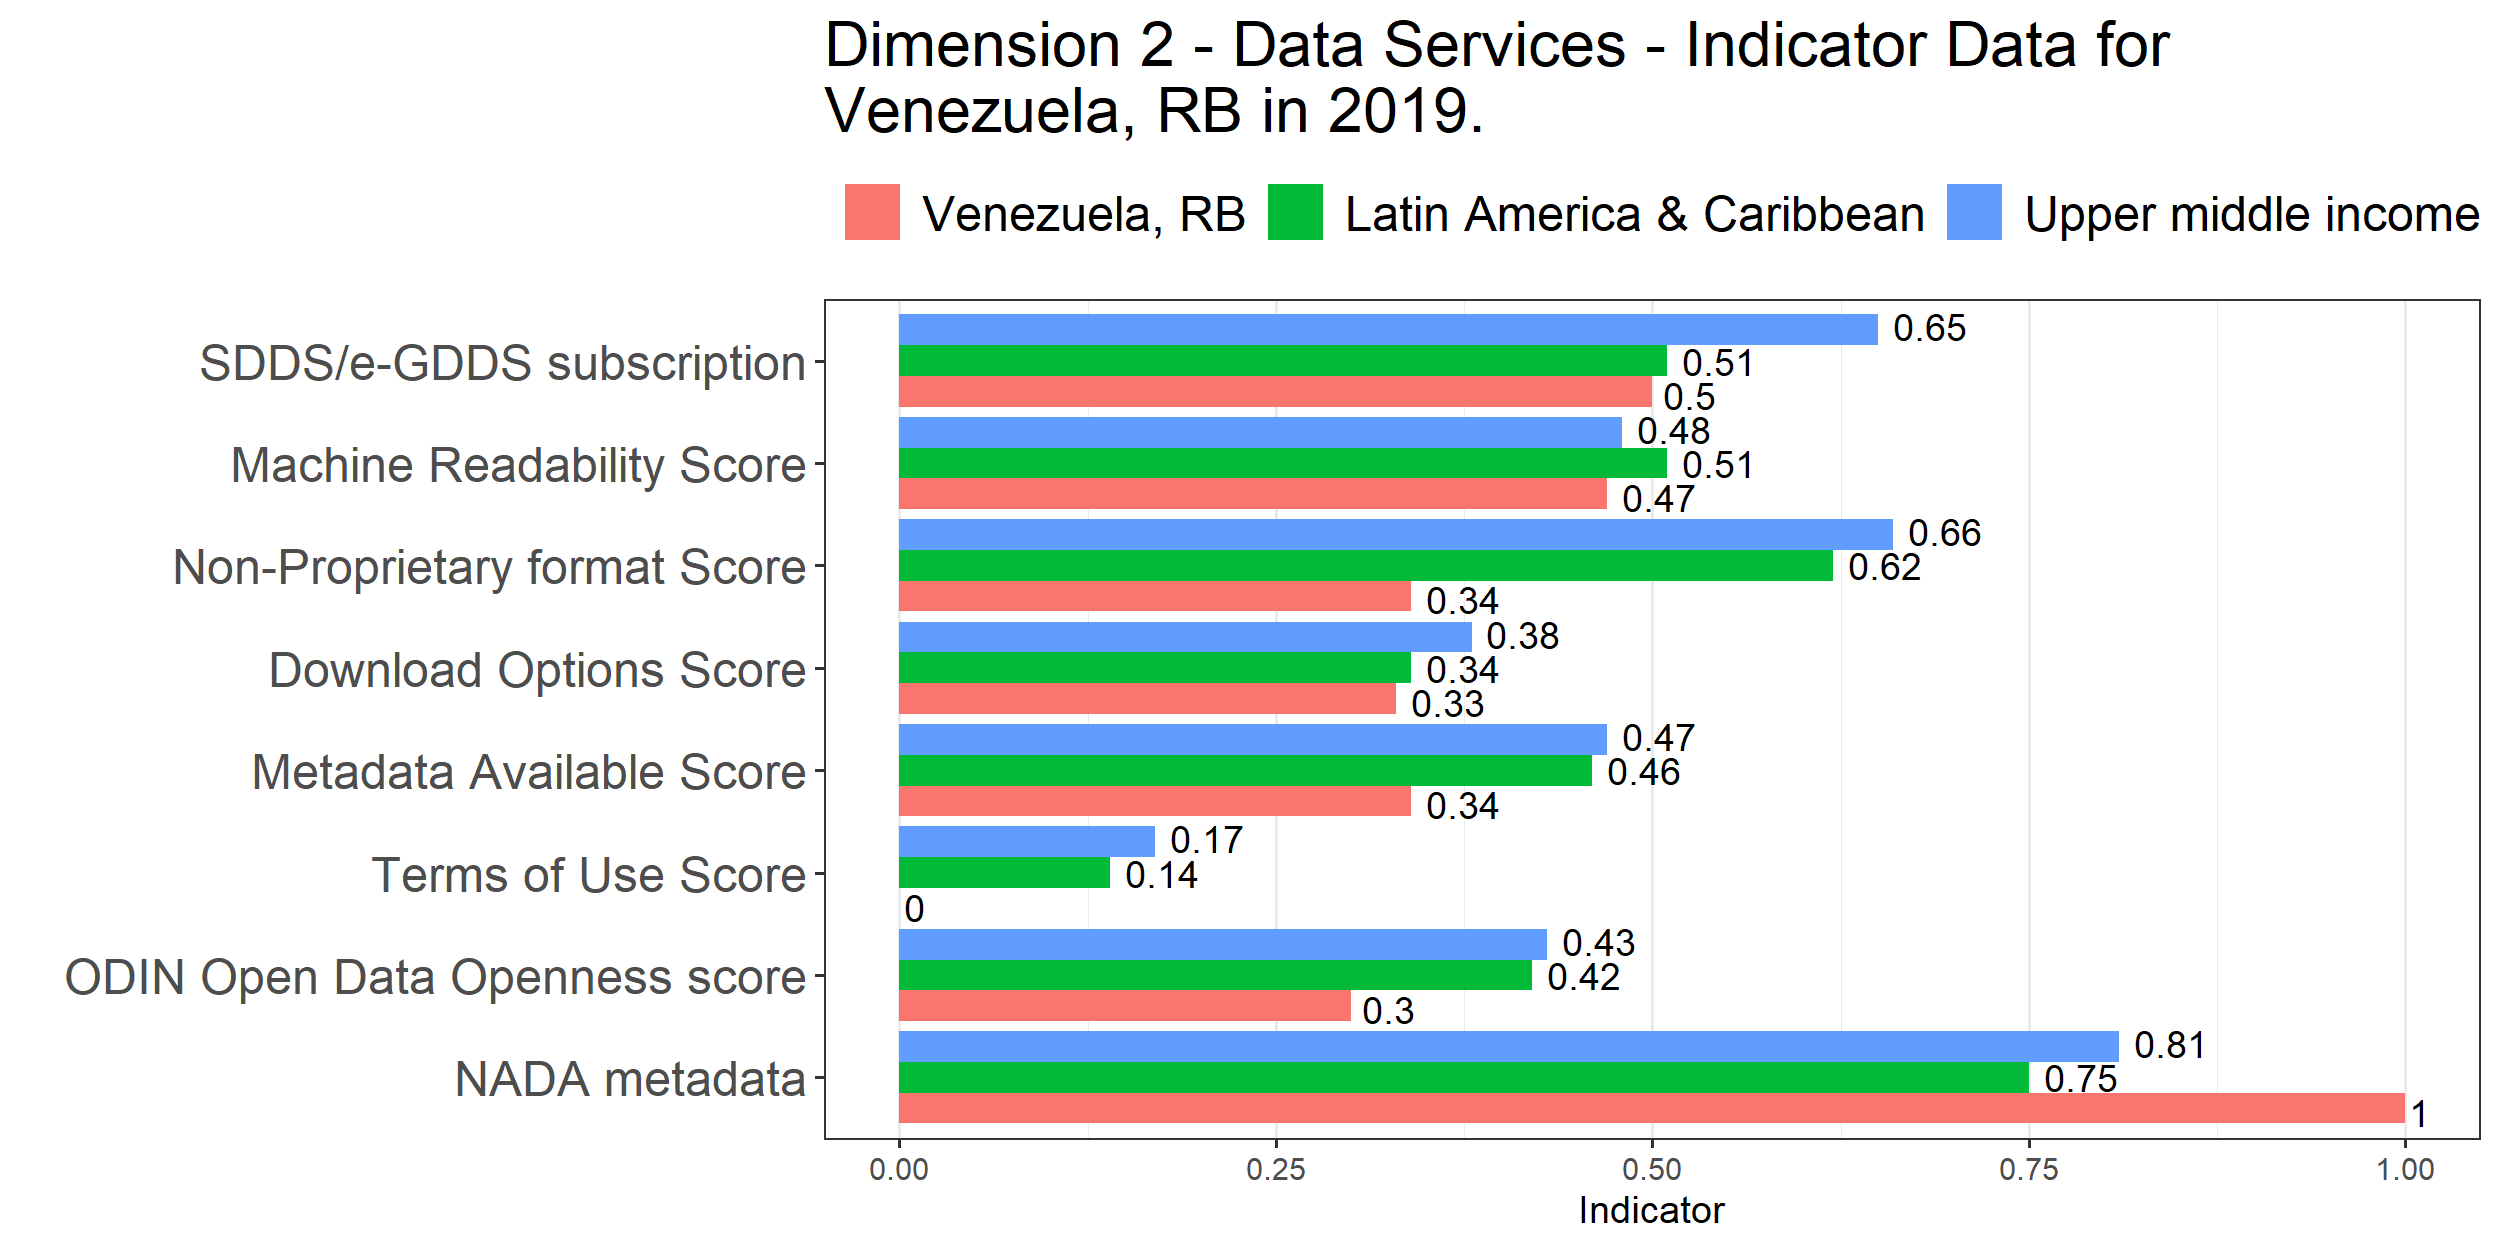 Dimension 2 - Data Services - Indicator Data for
Venezuela, RB in 2019.
Venezuela, RB Latin America & Caribbean Upper middle income
SDDS/e-GDDS subscription
0.65
0.51
0.5
Machine Readability Score
0.48
0.51
0.47
Non-Proprietary format Score
0.66
0.62
0.34
Download Options Score
0.38
0.34
0.33
Metadata Available Score
0.47
0.46
0.34
Terms of Use Score
0.17
0.14
0
ODIN Open Data Openness score
0.43
0.42
0.3
NADA metadata
0.81
0.75
1
0.00 0.25 0.50 0.75 1.00
Indicator